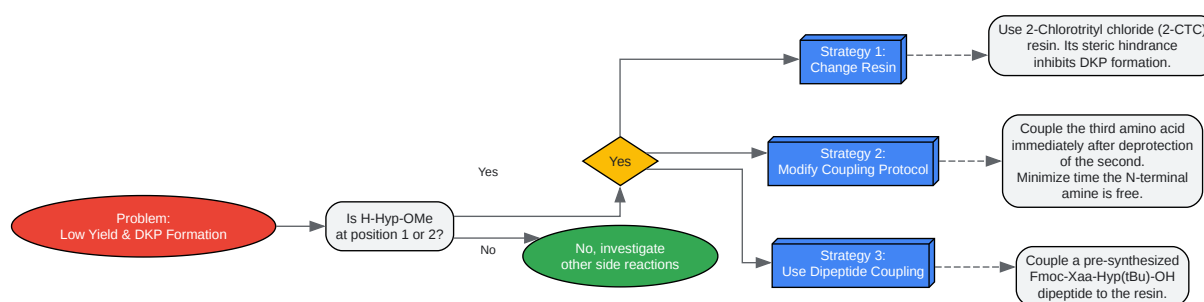 Problem:
Low Yield & DKP Formation
Is H-Hyp-OMe
at position 1 or 2?
Yes
No
Yes
No, investigate
other side reactions
Strategy 1:
Change Resin
Use 2-Chlorotrityl chloride (2-CTC)
resin. Its steric hindrance
inhibits DKP formation.
Strategy 2:
Modify Coupling Protocol
Couple the third amino acid
immediately after deprotection
of the second.
Minimize time the N-terminal
amine is free.
Strategy 3:
Use Dipeptide Coupling
Couple a pre-synthesized
Fmoc-Xaa-Hyp(tBu)-OH
dipeptide to the resin.